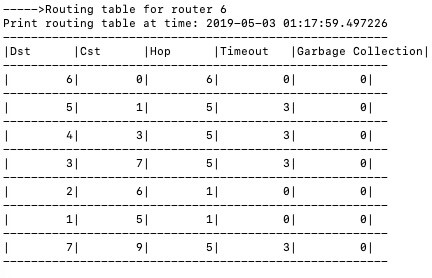 ----->Routing table for router 6
Print routing table at time: 2019-05-03 01:17:59.497226
|Dst |Cst |Hop |Timeout |Garbage Collection|
| 6| 0| 6| 0| 0|
| 5| 1| 5| 3| 0|
| 4| 3| 5| 3| 0|
| 3| 7| 5| 3| 0|
| 2| 6| 1| 0| 0|
| 1| 5| 1| 0| 0|
| 7| 9| 5| 3| 0|